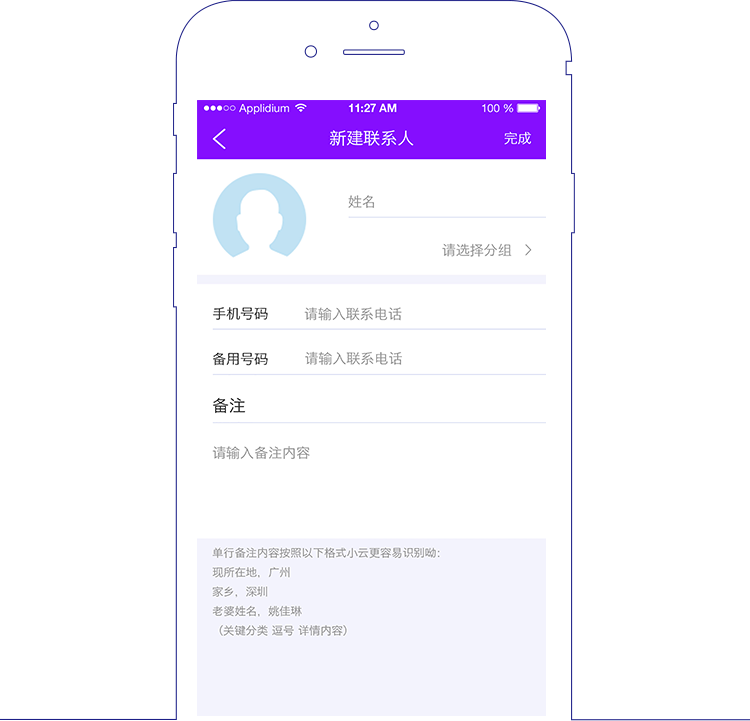 Applidium 11:27 AM 100 %
新建联系人 完成
姓名
请选择分组
手机号码 请输入联系电话
备用号码 请输入联系电话
备注
请输入备注内容
单行备注内容按照以下格式小云更容易识别呦：
现所在地，广州
家乡，深圳
老婆姓名，姚佳琳
（关键分类 逗号 详情内容）